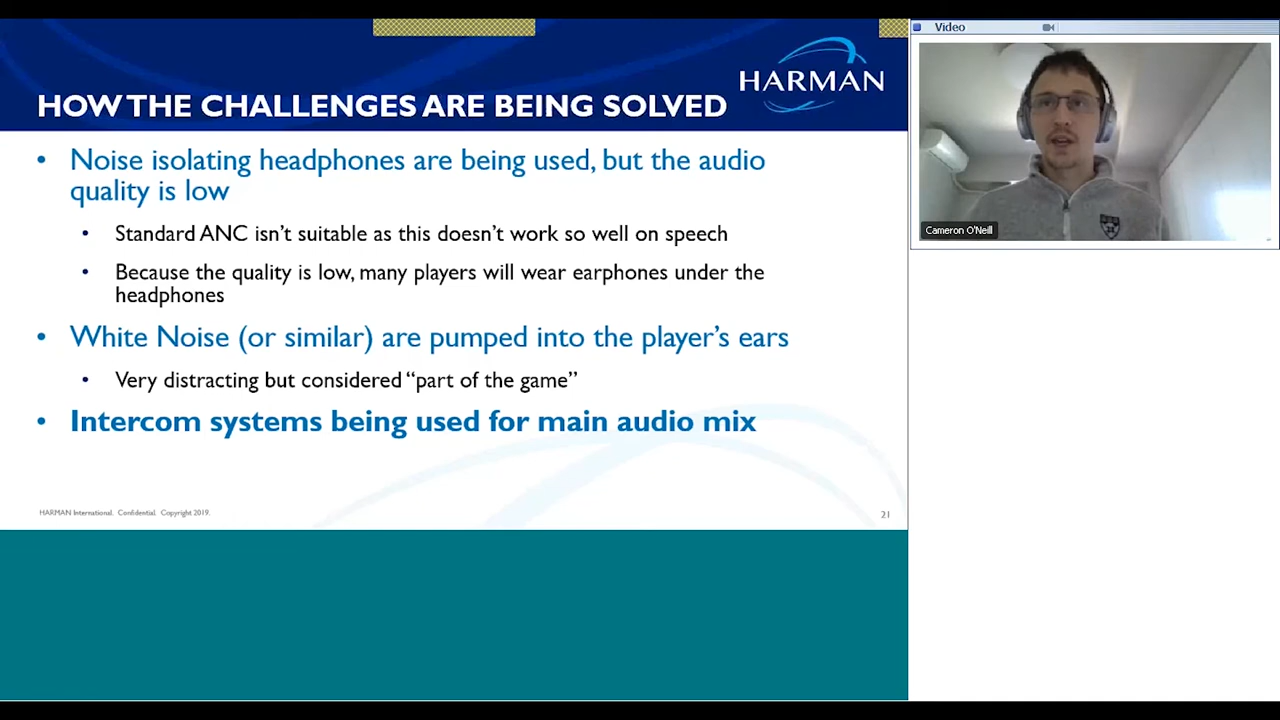 HOW THE CHALLENGES ARE BEING SOLVED
HARMAN
• Noise isolating headphones are being used, but the audio
quality is low
• Standard ANC isn't suitable as this doesn't work so well on speech
• Because the quality is low, many players will wear earphones under the
headphones
• White Noise (or similar) are pumped into the player's ears
• Very distracting but considered “part of the game”
• Intercom systems being used for main audio mix
HARMAN International. Confidential. Copyright 2019.
21
Video
Cameron O'Neill